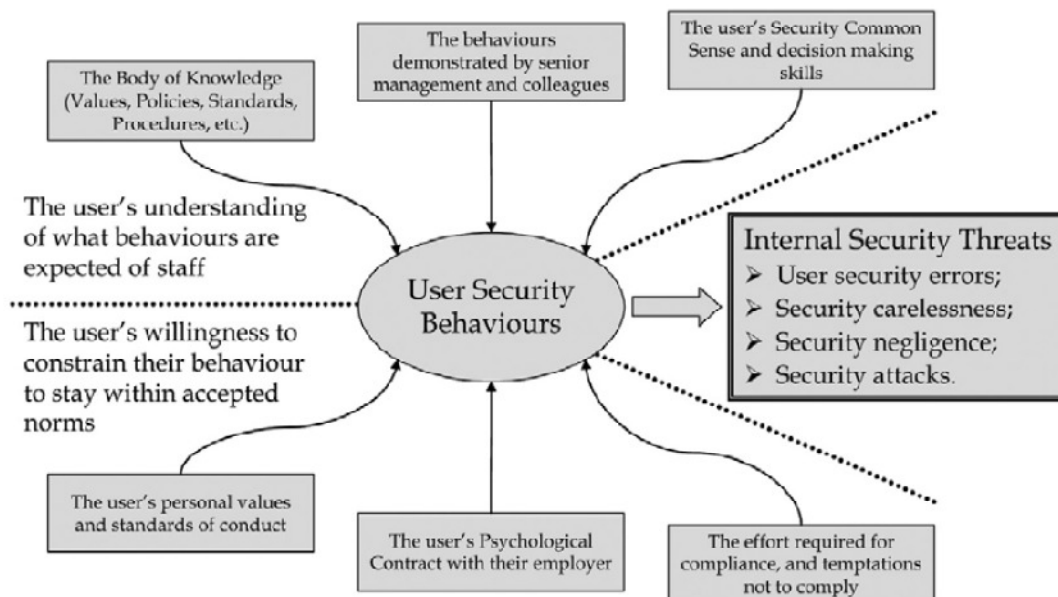 The Body of Knowledge
(Values, Policies, Standards,
Procedures, etc.)
The behaviours
demonstrated by senior
management and colleagues
The user's Security Common
Sense and decision making
skills
The user's understanding
of what behaviours are
expected of staff
User Security
Behaviours
Internal Security Threats
➢ User security errors;
➢ Security carelessness;
➢ Security negligence;
➢ Security attacks.
The user's willingness to
constrain their behaviour
to stay within accepted
norms
The user's personal values
and standards of conduct
The user's Psychological
Contract with their employer
The effort required for
compliance, and temptations
not to comply